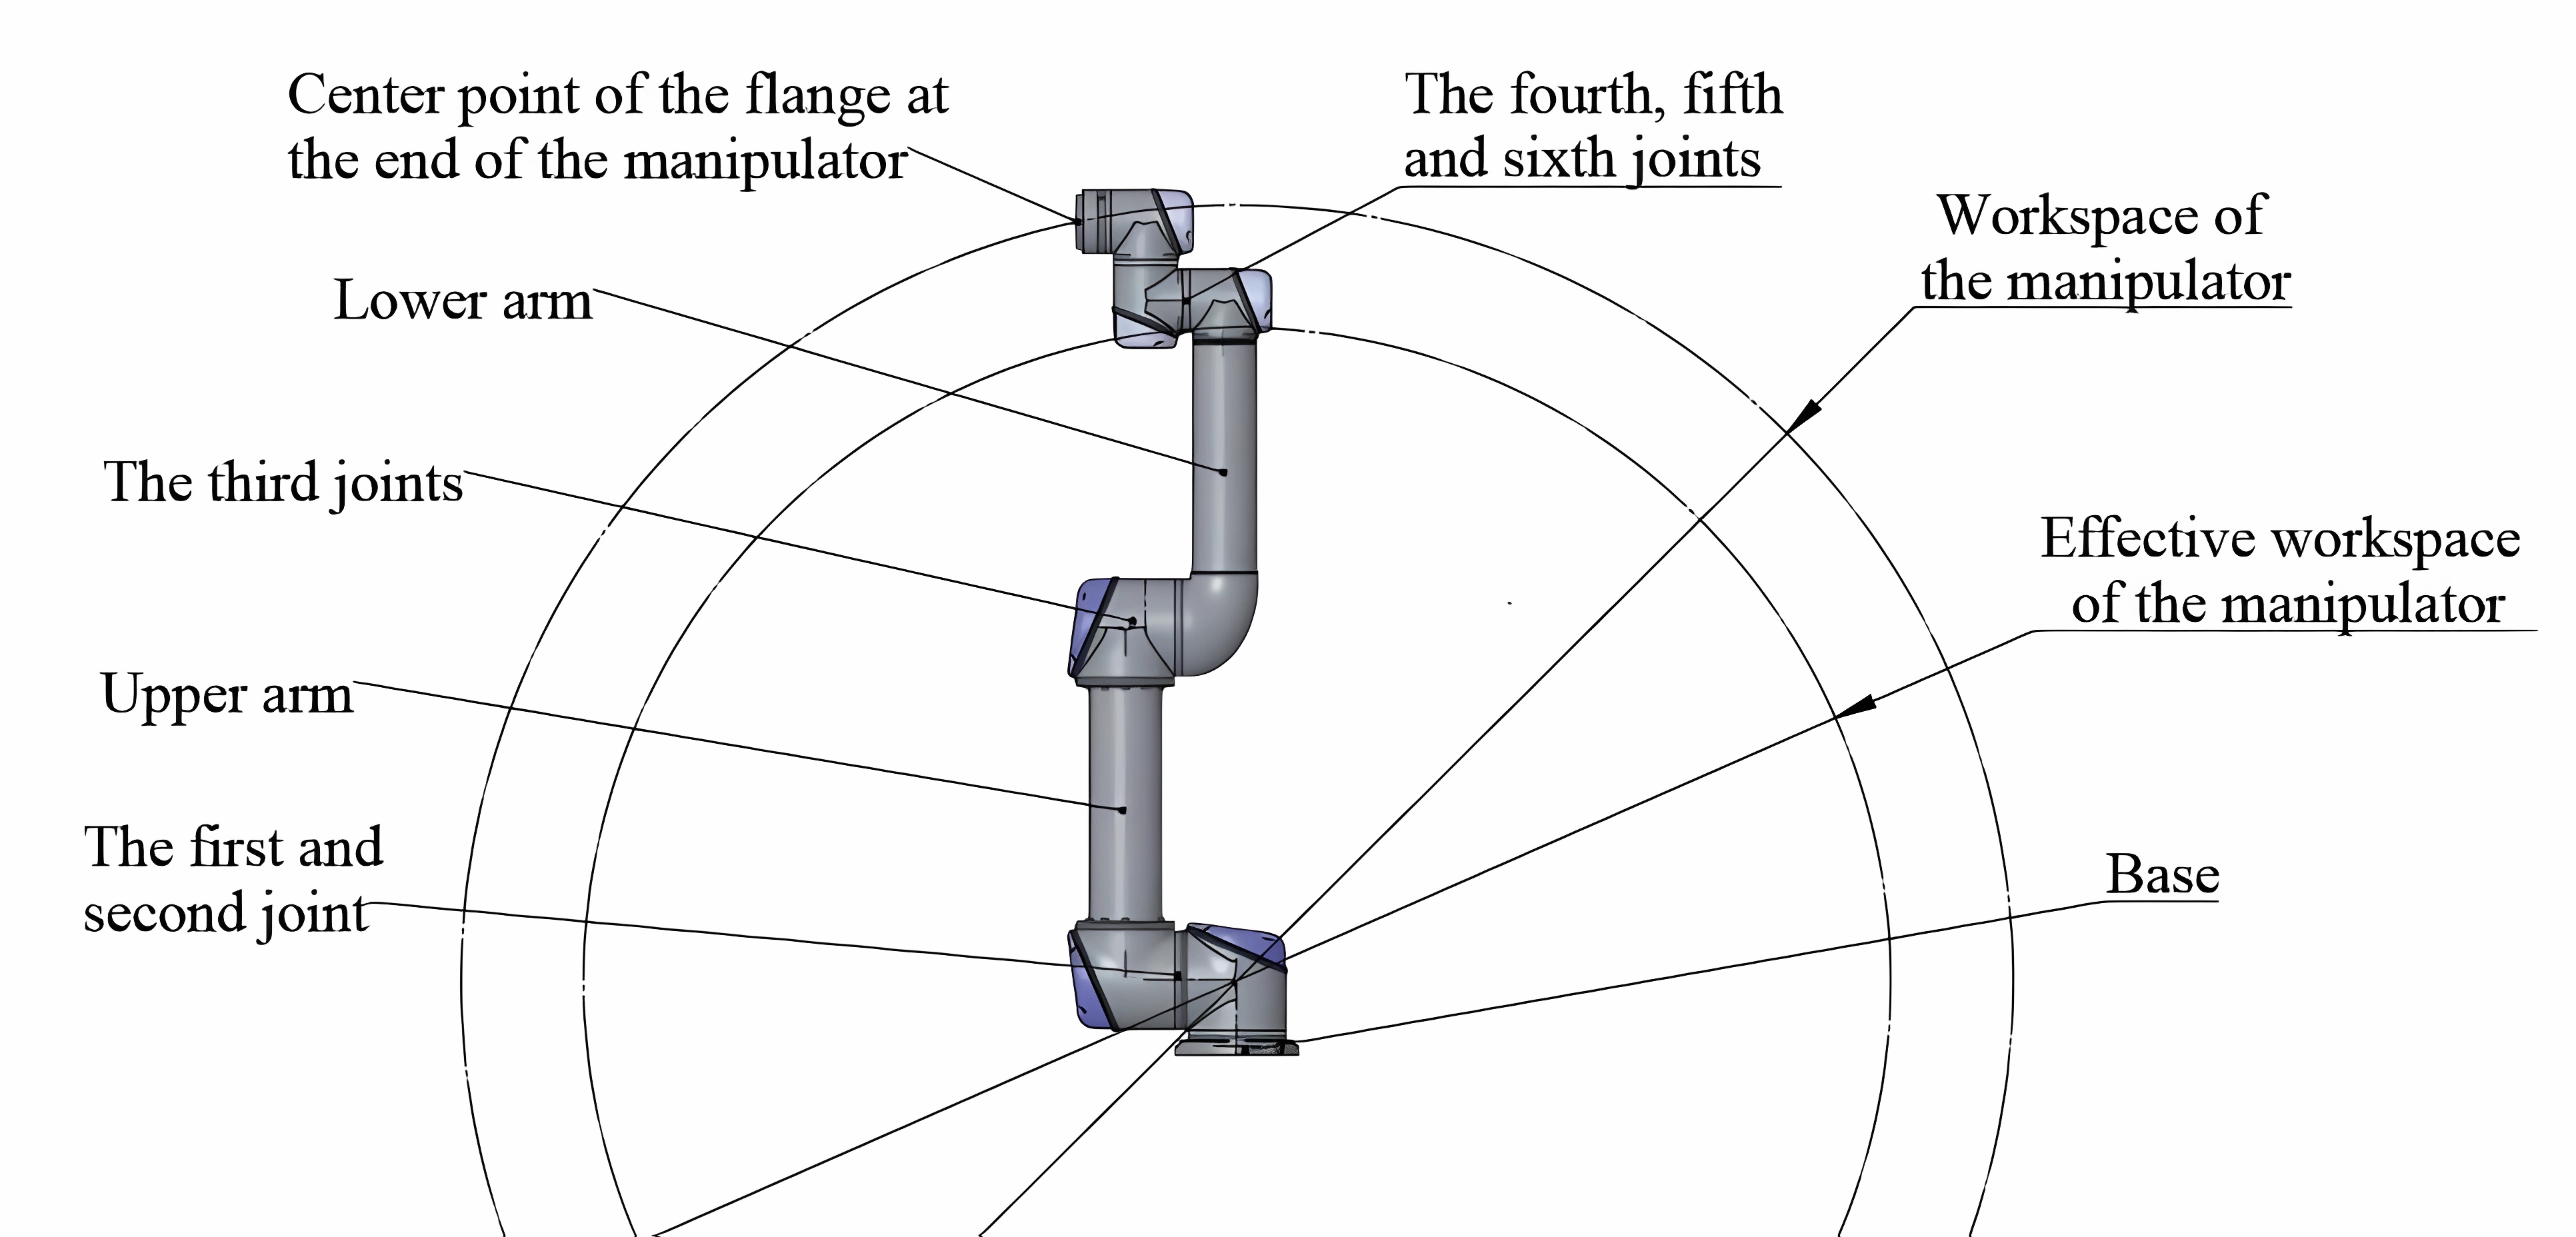 Center point of the flange at
the end of the manipulator
The fourth, fifth
and sixth joints
Workspace of
the manipulator
Lower arm
The third joints
Effective workspace
of the manipulator
Upper arm
The first and
second joint
Base